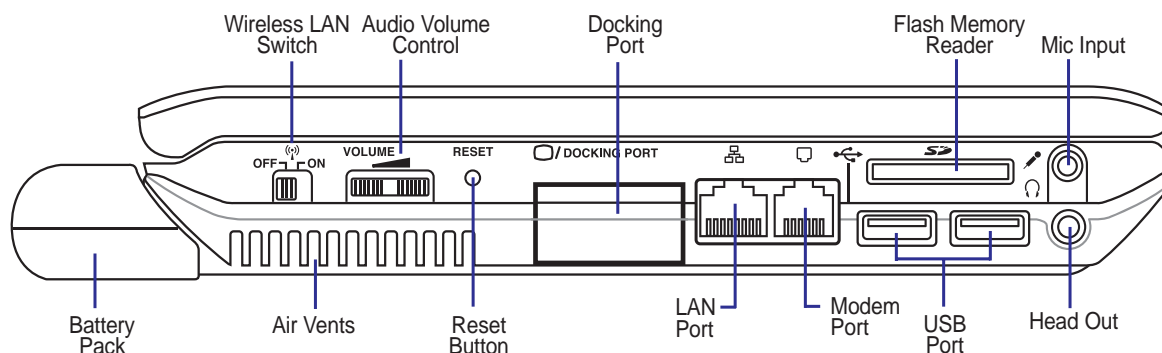 Wireless LAN
Switch
Audio Volume
Control
Docking
Port
Flash Memory
Reader
Mic Input
OFF
ON
VOLUME
RESET
/ DOCKING PORT
SD
Battery
Pack
Air Vents
Reset
Button
LAN
Port
Modem
Port
USB
Port
Head Out